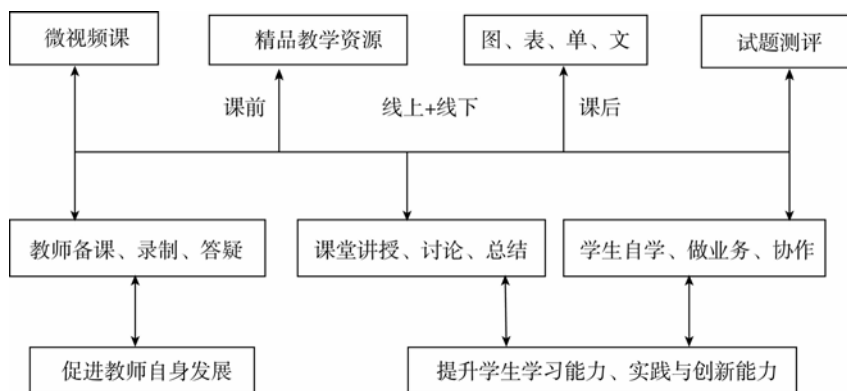 微视频课
精品教学资源
图、表、单、文
试题测评
课前
线上+线下
课后
教师备课、录制、答疑
课堂讲授、讨论、总结
学生自学、做业务、协作
促进教师自身发展
提升学生学习能力、实践与创新能力